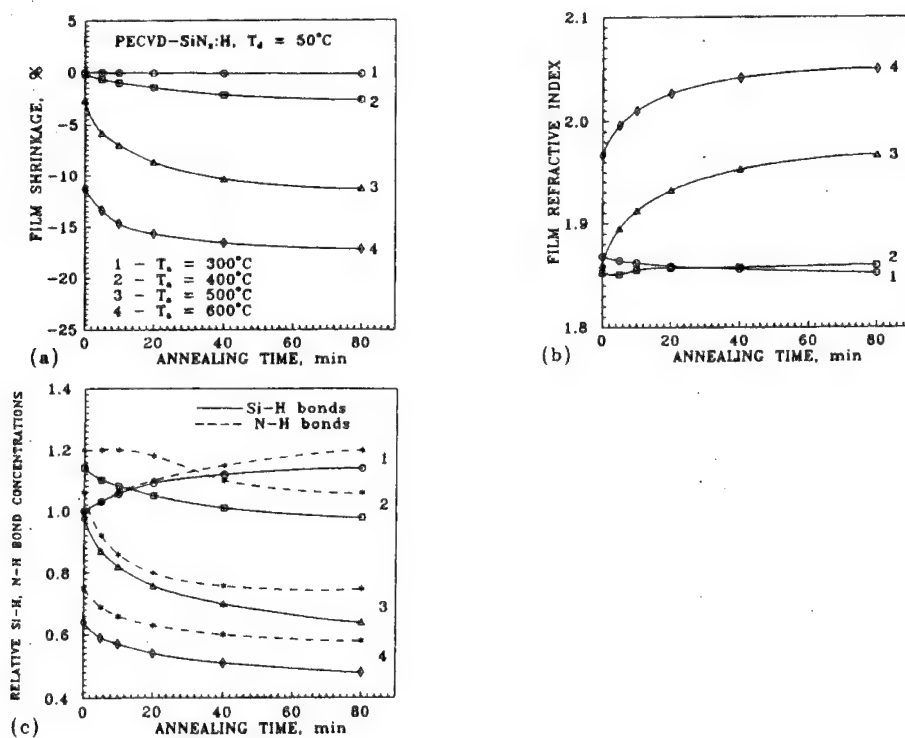 PECVD-SiNx:H, Td = 50°C
FILM SHRINKAGE, %
5
0
-5
-10
-15
-20
-25
1
2
3
4
1 - Ta = 300°C
2 - Ta = 400°C
3 - Ta = 500°C
4 - Ta = 600°C
0 20 40 60 80
(a) ANNEALING TIME, min
FILM REFRACTIVE INDEX
2.1
2.0
1.9
1.8
4
3
2
1
0 20 40 60 80
(b) ANNEALING TIME, min
RELATIVE Si-H, N-H BOND CONCENTRATIONS
1.4
1.2
1.0
0.8
0.6
0.4
Si-H bonds
N-H bonds
1
2
3
4
0 20 40 60 80
(c) ANNEALING TIME, min